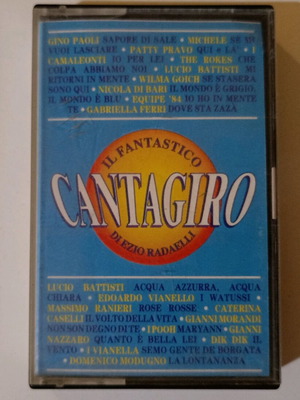 GINO PAOLI SAPORE DI SALE • MICHELE SE MI
VUOI LASCIARE • PATTY PRAVO QUI E LÀ • I
CAMALEONTI IO PER LEI • THE ROKES CHE
COLPA ABBIAMO NOI • LUCIO BATTISTI MI
RITORNI IN MENTE • WILMA GOICH SE STASERA
SONO QUI • NICOLA DI BARI IL MONDO È GRIGIO,
IL MONDO È BLU • EQUIPE '84 IO HO IN MENTE
TE • GABRIELLA FERRI DOVE STA ZAZÀ
IL FANTASTICO
CANTAGIRO
DI EZIO RADAELLI
LUCIO BATTISTI ACQUA AZZURRA, ACQUA
CHIARA • EDOARDO VIANELLO I WATUSSI •
MASSIMO RANIERI ROSE ROSSE • CATERINA
CASELLI IL VOLTO DELLA VITA • GIANNI MORANDI
NON SON DEGNO DI TE • I POOH MARYANN • GIANNI
NAZZARO QUANTO È BELLA LEI • DIK DIK IL
VENTO • I VIANELLA SEMO GENTE DE BORGATA
• DOMENICO MODUGNO LA LONTANANZA